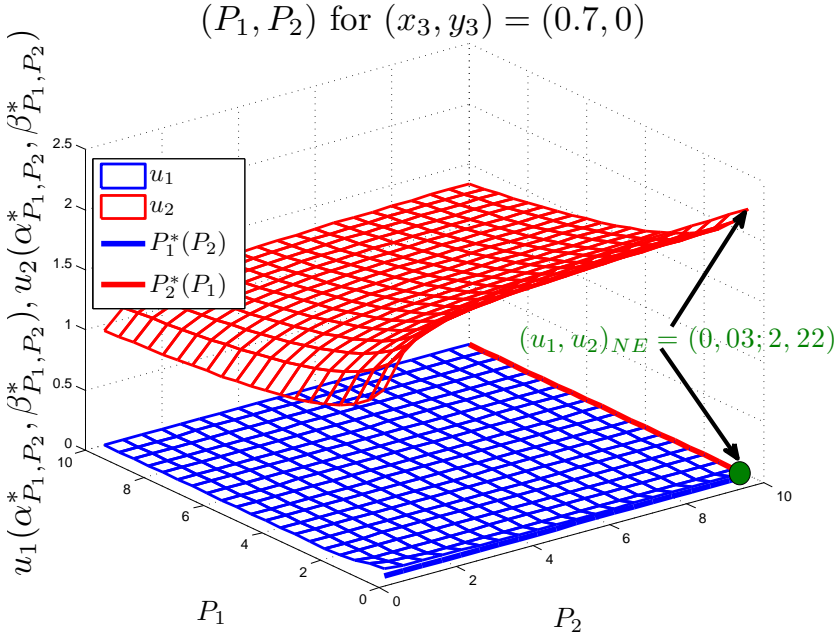 (P₁, P₂) for (x₃, y₃) = (0.7, 0)
u₁(α*_{P₁,P₂}, β*_{P₁,P₂}), u₂(α*_{P₁,P₂}, β*_{P₁,P₂})
2.5
2
1.5
1
0.5
0
u₁
u₂
P₁*(P₂)
P₂*(P₁)
(u₁, u₂)_{NE} = (0, 03; 2, 22)
10
8
6
4
2
0
P₁
0
2
4
6
8
10
P₂